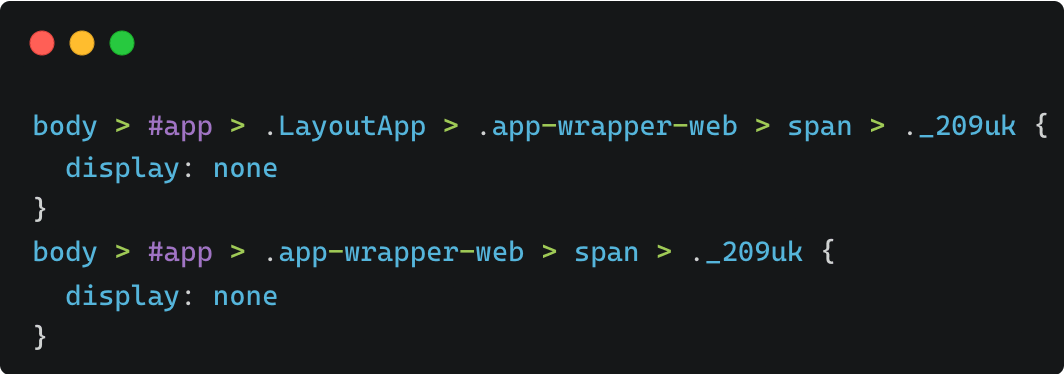 body > #app > .LayoutApp > .app-wrapper-web > span > ._209uk {
  display: none
}
body > #app > .app-wrapper-web > span > ._209uk {
  display: none
}